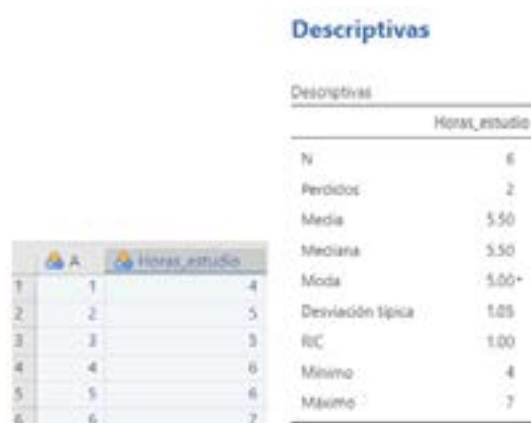 Descriptivas
Descriptivas
Horas_estudio
N 6
Perdidos 2
Media 5.50
Mediana 5.50
Moda 5.00
Desviación típica 1.05
RIC 1.00
Mínimo 4
Máximo 7
A Horas_estudio
1 1 4
2 2 5
3 3 5
4 4 6
5 5 6
6 6 7